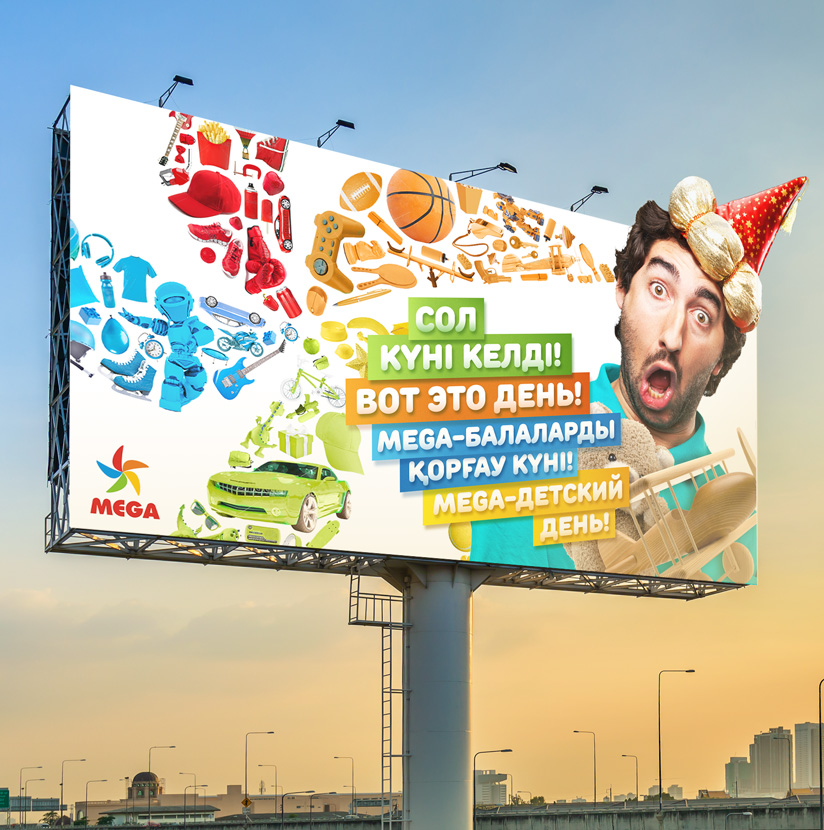 СОЛ
КҮНІ КЕЛДІ!
ВОТ ЭТО ДЕНЬ!
MEGA-БАЛАЛАРДЫ
ҚОРҒАУ КҮНІ!
MEGA-ДЕТСКИЙ
ДЕНЬ!
MEGA